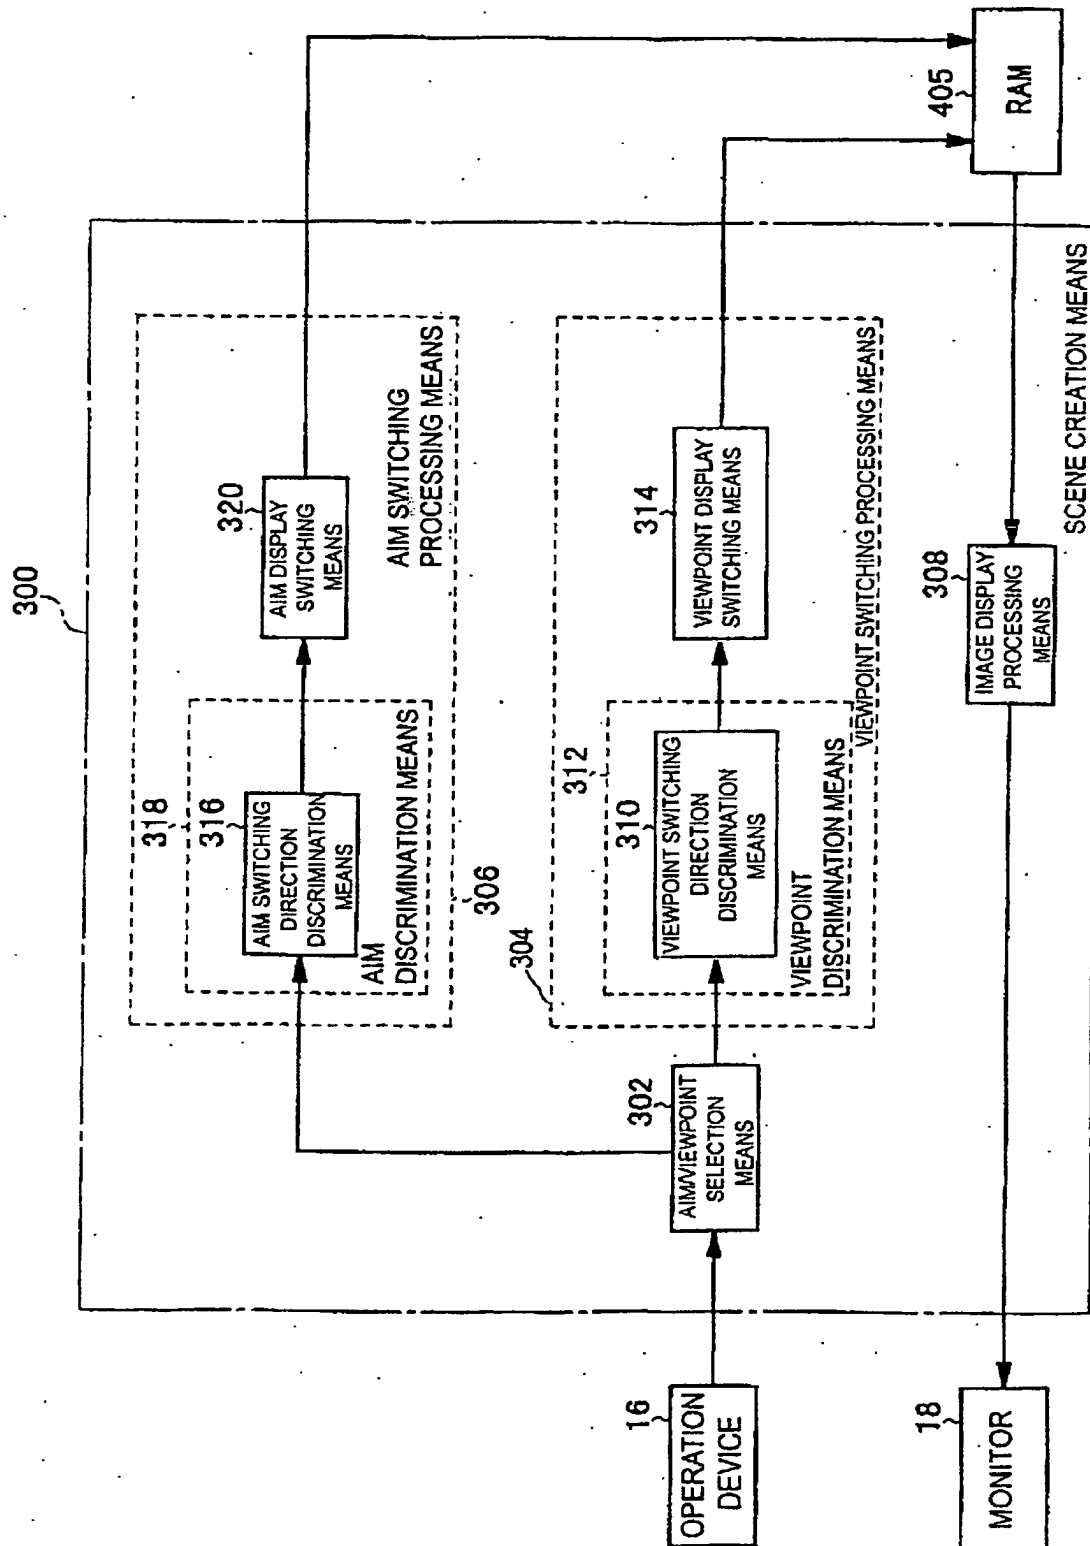 300
318
316
AIM SWITCHING
DIRECTION
DISCRIMINATION
MEANS
AIM
DISCRIMINATION MEANS
320
AIM DISPLAY
SWITCHING
MEANS
AIM SWITCHING
PROCESSING MEANS
306
304
312
310
VIEWPOINT SWITCHING
DIRECTION
DISCRIMINATION
MEANS
VIEWPOINT
DISCRIMINATION MEANS
314
VIEWPOINT DISPLAY
SWITCHING MEANS
VIEWPOINT SWITCHING PROCESSING MEANS
302
AIM/VIEWPOINT
SELECTION
MEANS
16
OPERATION
DEVICE
18
MONITOR
308
IMAGE DISPLAY
PROCESSING
MEANS
SCENE CREATION MEANS
405
RAM